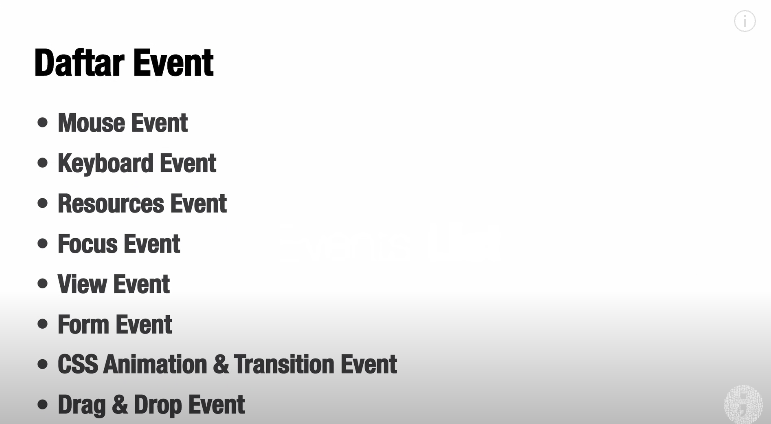 Daftar Event
• Mouse Event
• Keyboard Event
• Resources Event
• Focus Event
• View Event
• Form Event
• CSS Animation & Transition Event
• Drag & Drop Event